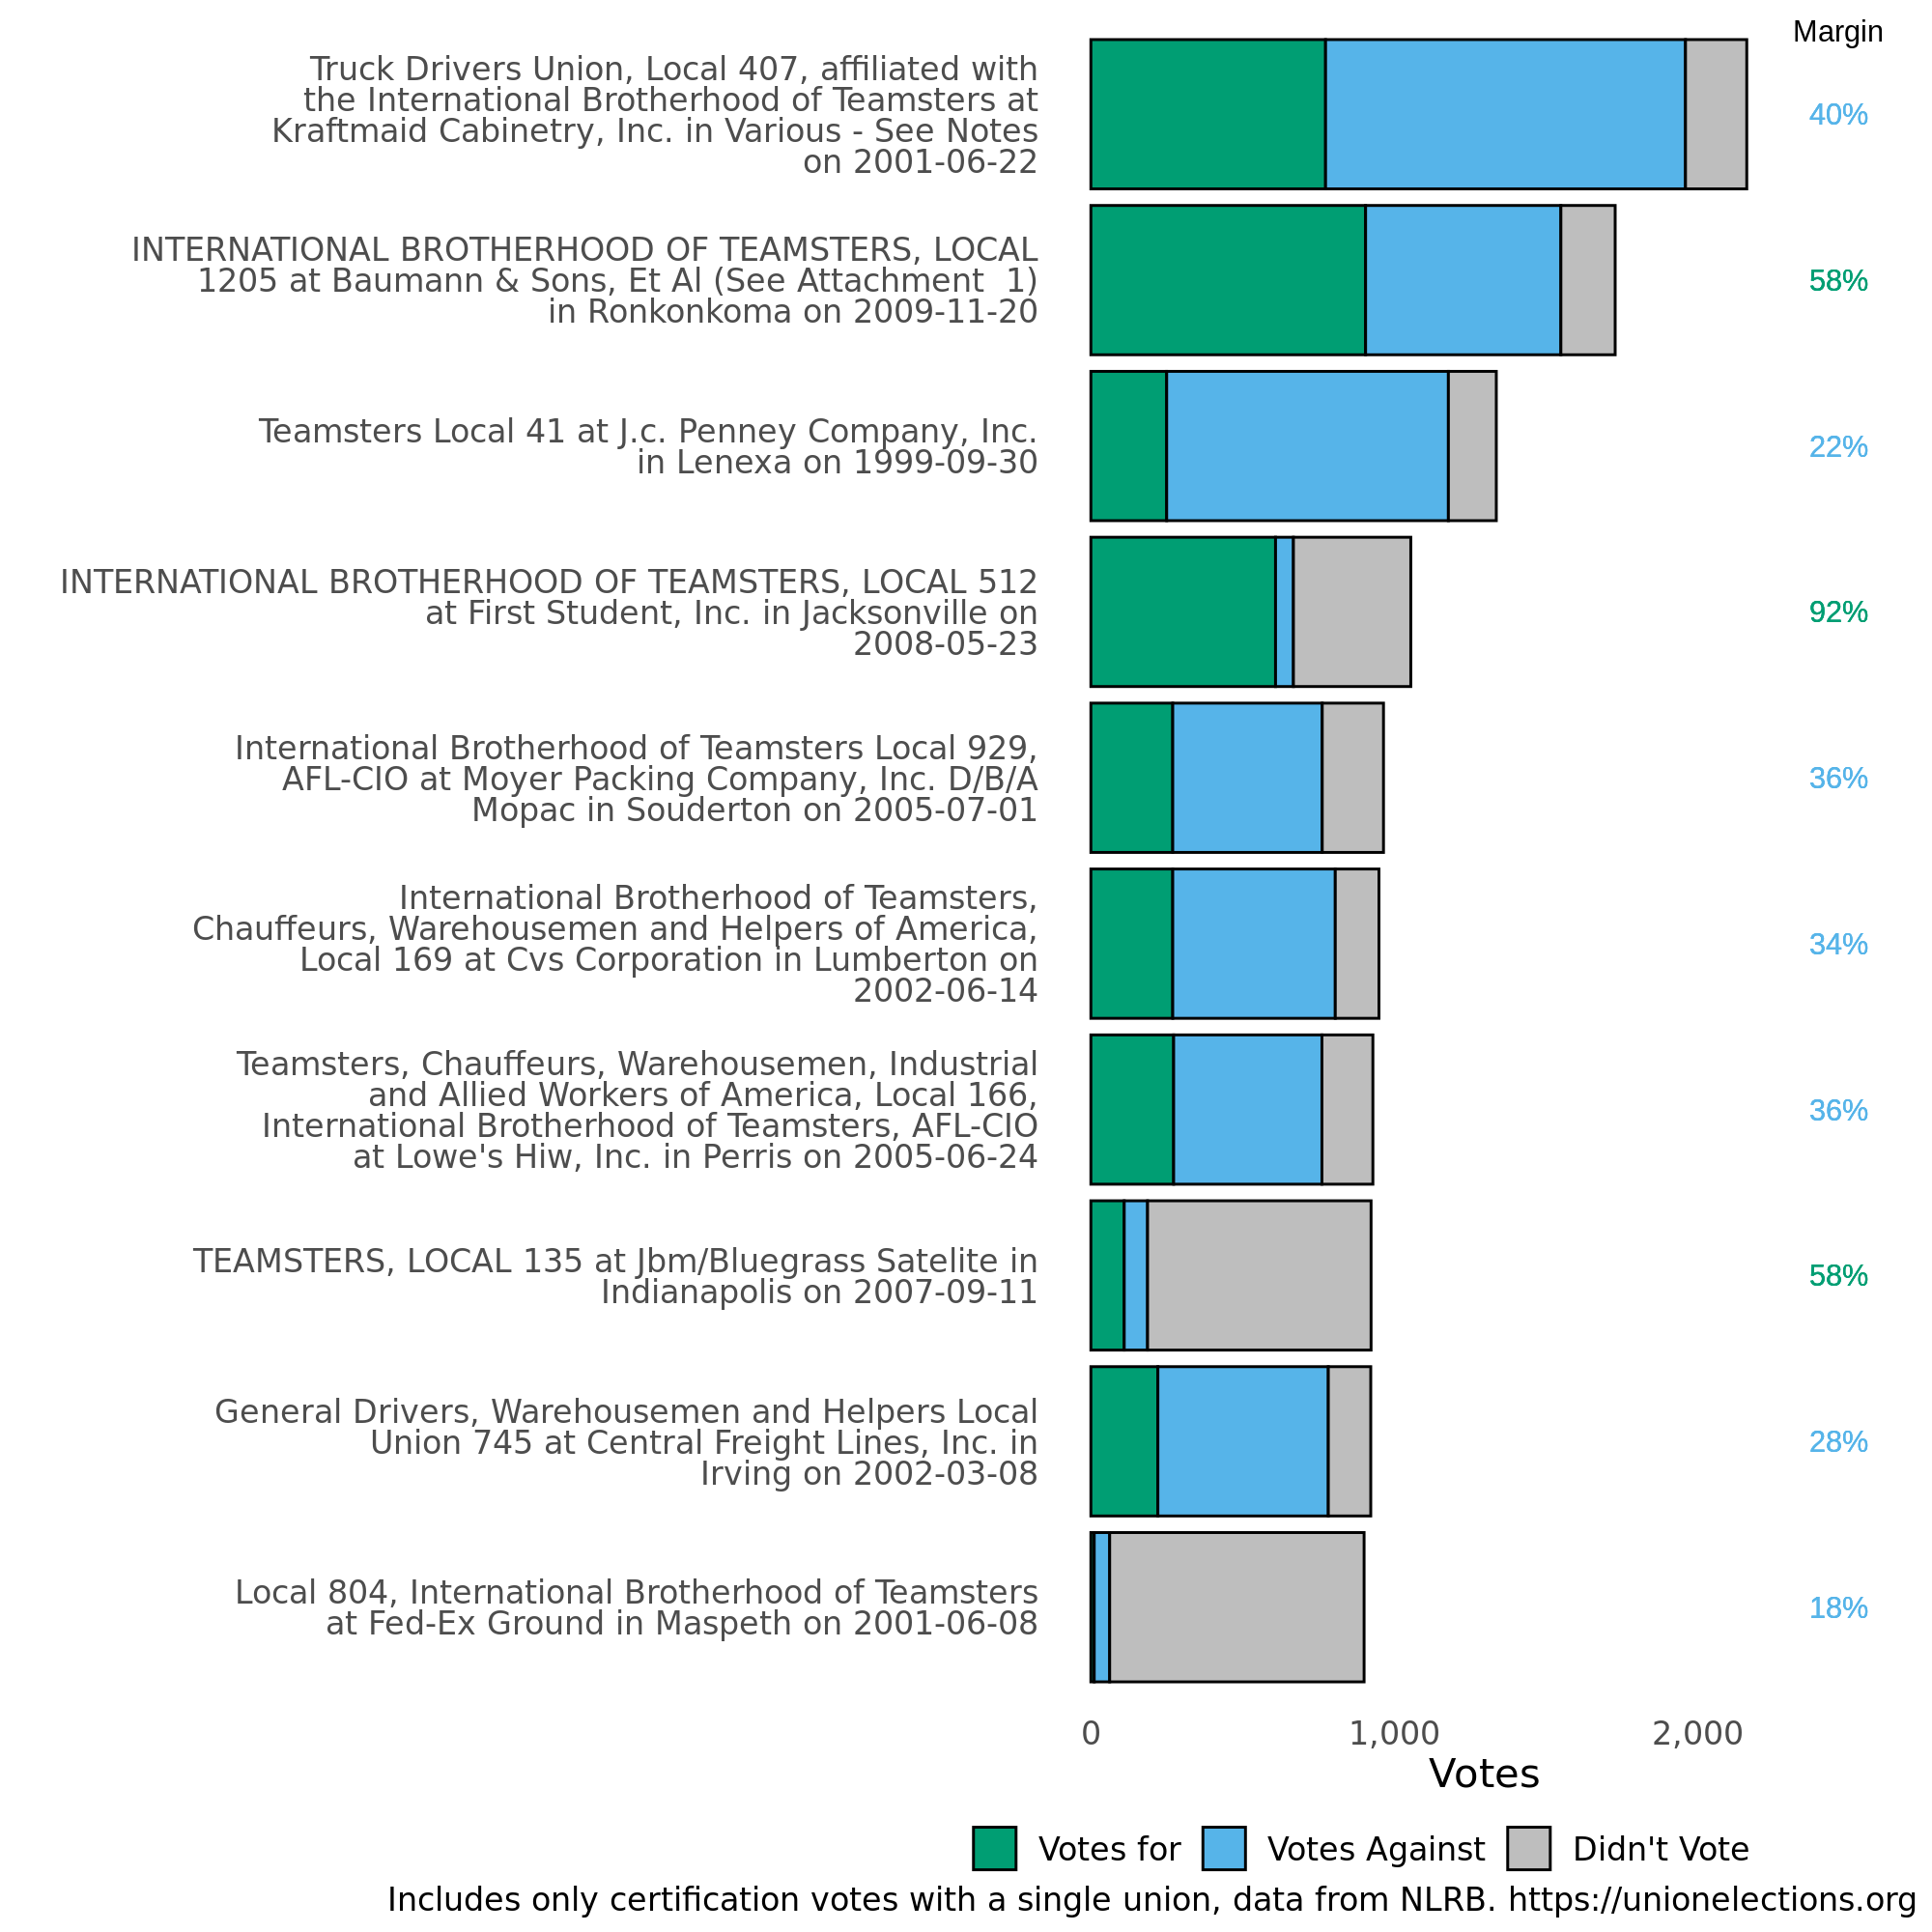 Margin
Truck Drivers Union, Local 407, affiliated with
the International Brotherhood of Teamsters at
Kraftmaid Cabinetry, Inc. in Various - See Notes
on 2001-06-22
40%
INTERNATIONAL BROTHERHOOD OF TEAMSTERS, LOCAL
1205 at Baumann & Sons, Et Al (See Attachment  1)
in Ronkonkoma on 2009-11-20
58%
Teamsters Local 41 at J.c. Penney Company, Inc.
in Lenexa on 1999-09-30
22%
INTERNATIONAL BROTHERHOOD OF TEAMSTERS, LOCAL 512
at First Student, Inc. in Jacksonville on
2008-05-23
92%
International Brotherhood of Teamsters Local 929,
AFL-CIO at Moyer Packing Company, Inc. D/B/A
Mopac in Souderton on 2005-07-01
36%
International Brotherhood of Teamsters,
Chauffeurs, Warehousemen and Helpers of America,
Local 169 at Cvs Corporation in Lumberton on
2002-06-14
34%
Teamsters, Chauffeurs, Warehousemen, Industrial
and Allied Workers of America, Local 166,
International Brotherhood of Teamsters, AFL-CIO
at Lowe's Hiw, Inc. in Perris on 2005-06-24
36%
TEAMSTERS, LOCAL 135 at Jbm/Bluegrass Satelite in
Indianapolis on 2007-09-11
58%
General Drivers, Warehousemen and Helpers Local
Union 745 at Central Freight Lines, Inc. in
Irving on 2002-03-08
28%
Local 804, International Brotherhood of Teamsters
at Fed-Ex Ground in Maspeth on 2001-06-08
18%
0 1,000 2,000
Votes
Votes for Votes Against Didn't Vote
Includes only certification votes with a single union, data from NLRB. https://unionelections.org